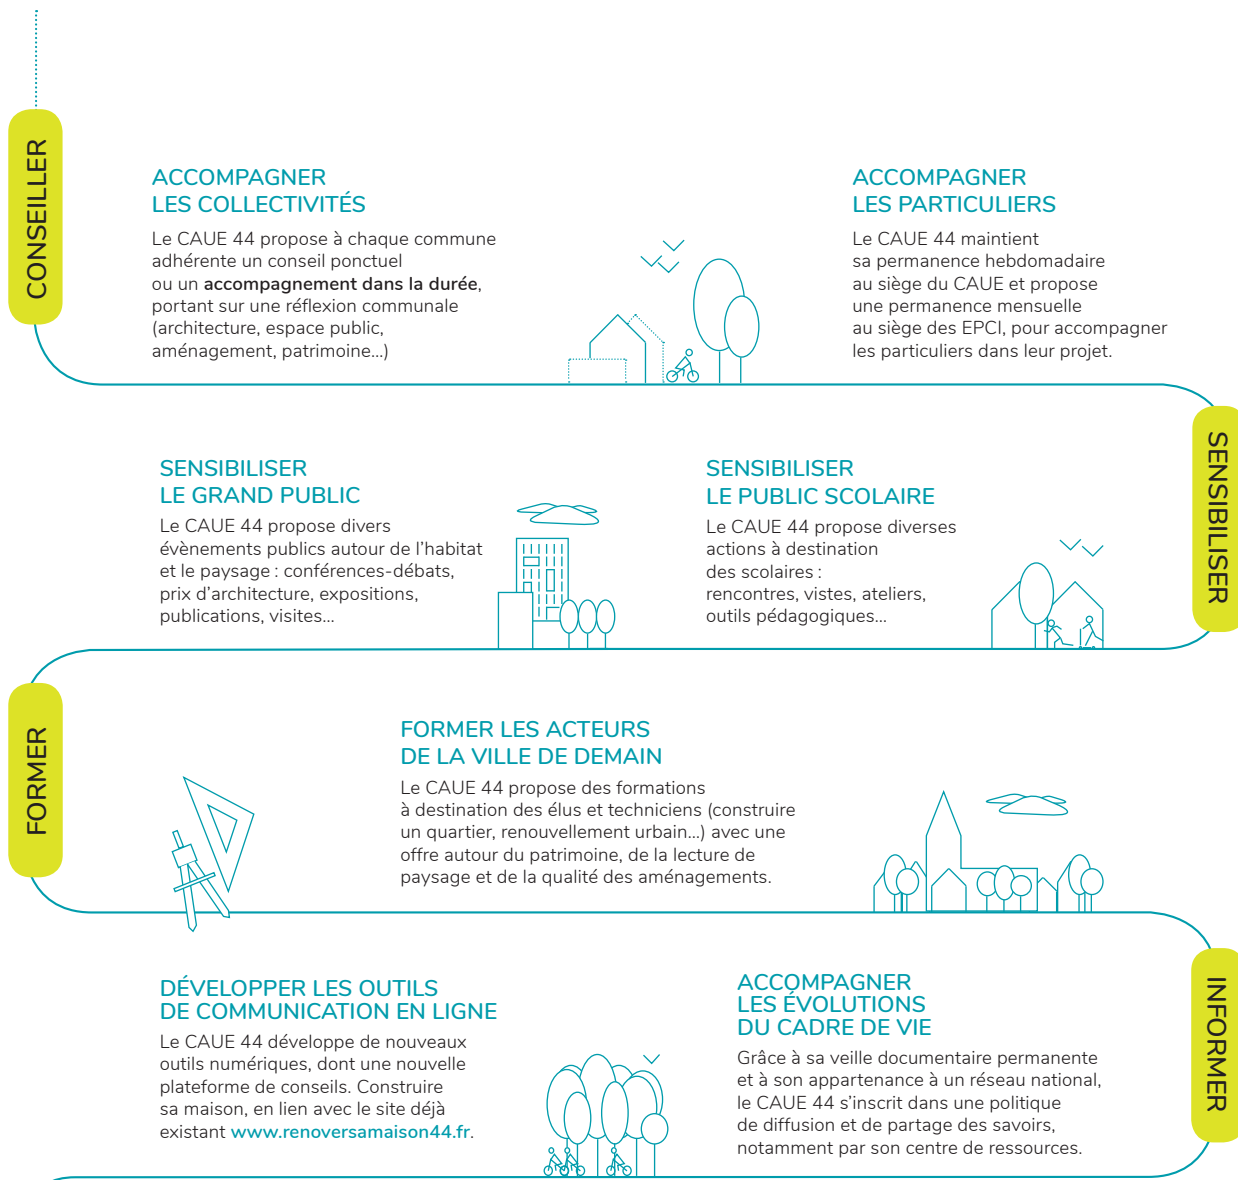 CONSEILLER
ACCOMPAGNER
LES COLLECTIVITÉS
Le CAUE 44 propose à chaque commune
adhérente un conseil ponctuel
ou un accompagnement dans la durée,
portant sur une réflexion communale
(architecture, espace public,
aménagement, patrimoine...)
ACCOMPAGNER
LES PARTICULIERS
Le CAUE 44 maintient
sa permanence hebdomadaire
au siège du CAUE et propose
une permanence mensuelle
au siège des EPCI, pour accompagner
les particuliers dans leur projet.
SENSIBILISER
SENSIBILISER
LE GRAND PUBLIC
Le CAUE 44 propose divers
évènements publics autour de l'habitat
et le paysage : conférences-débats,
prix d'architecture, expositions,
publications, visites...
SENSIBILISER
LE PUBLIC SCOLAIRE
Le CAUE 44 propose diverses
actions à destination
des scolaires :
rencontres, vistes, ateliers,
outils pédagogiques...
FORMER
FORMER LES ACTEURS
DE LA VILLE DE DEMAIN
Le CAUE 44 propose des formations
à destination des élus et techniciens (construire
un quartier, renouvellement urbain...) avec une
offre autour du patrimoine, de la lecture de
paysage et de la qualité des aménagements.
INFORMER
DÉVELOPPER LES OUTILS
DE COMMUNICATION EN LIGNE
Le CAUE 44 développe de nouveaux
outils numériques, dont une nouvelle
plateforme de conseils. Construire
sa maison, en lien avec le site déjà
existant www.renoversamaison44.fr.
ACCOMPAGNER
LES ÉVOLUTIONS
DU CADRE DE VIE
Grâce à sa veille documentaire permanente
et à son appartenance à un réseau national,
le CAUE 44 s'inscrit dans une politique
de diffusion et de partage des savoirs,
notamment par son centre de ressources.